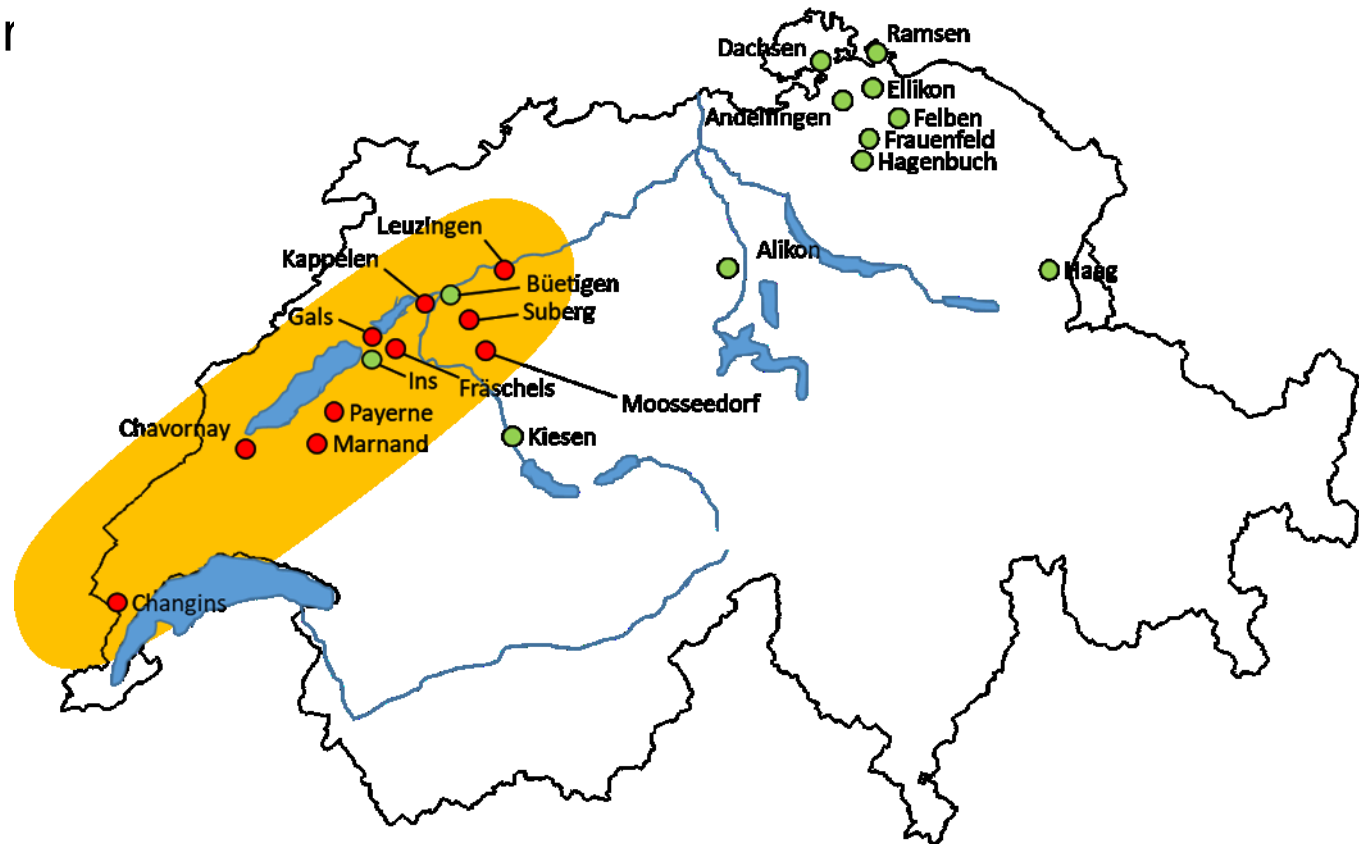 Ramsen
Dachsen
Ellikon
Andelfingen
Felben
Frauenfeld
Hagenbuch
Leuzingen
Alikon
Kappelen
Haag
Büetigen
Suberg
Gals
Ins
Fräschels
Moosseedorf
Payerne
Chavornay
Marnand
Kiesen
Changins